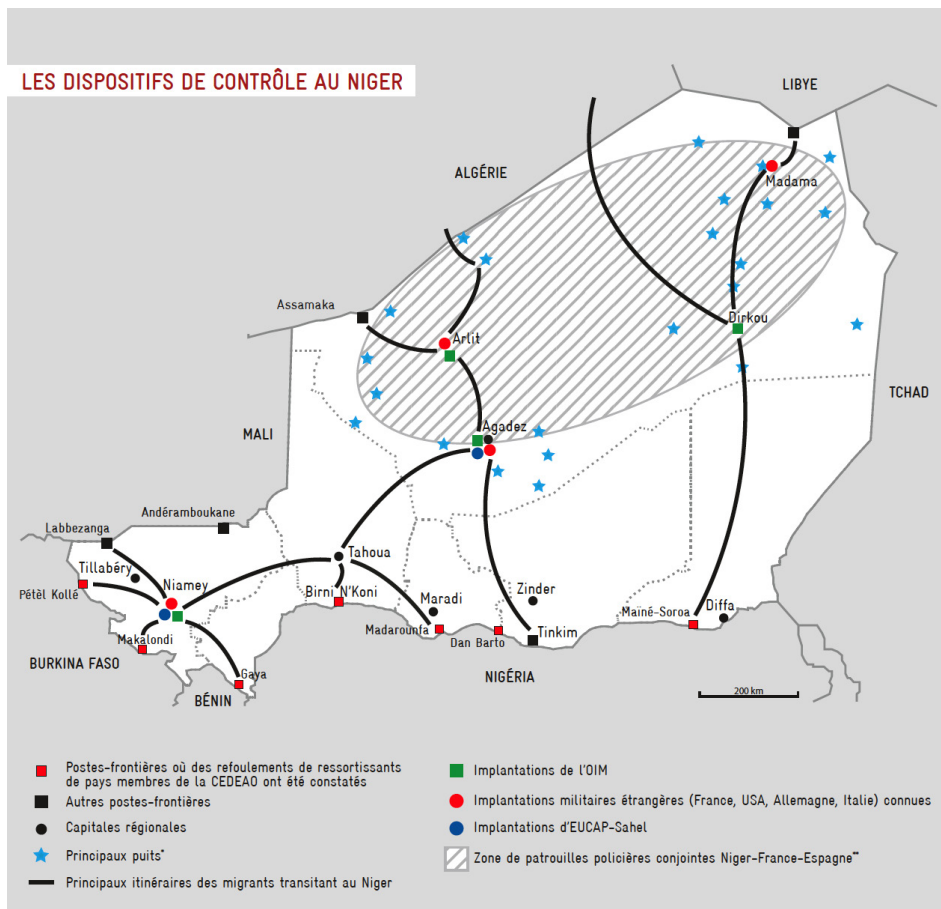 LES DISPOSITIFS DE CONTRÔLE AU NIGER
LIBYE
ALGÉRIE
Madama
Assamaka
Dirkou
Arlit
TCHAD
MALI
Agadez
Andéramboukane
Labbezanga
Tahoua
Tillabéry
Niamey
Zinder
Pétèl Kollé
Birni N'Koni
Maradi
Maïné-Soroa
Diffa
Madarounfa
Makalondi
Dan Barto
Tinkim
BURKINA FASO
Gaya
NIGÉRIA
BÉNIN
200 km
Postes-frontières où des refoulements de ressortissants
de pays membres de la CEDEAO ont été constatés
Autres postes-frontières
Capitales régionales
Principaux puits*
Principaux itinéraires des migrants transitant au Niger
Implantations de l'OIM
Implantations militaires étrangères (France, USA, Allemagne, Italie) connues
Implantations d'EUCAP-Sahel
Zone de patrouilles policières conjointes Niger-France-Espagne**